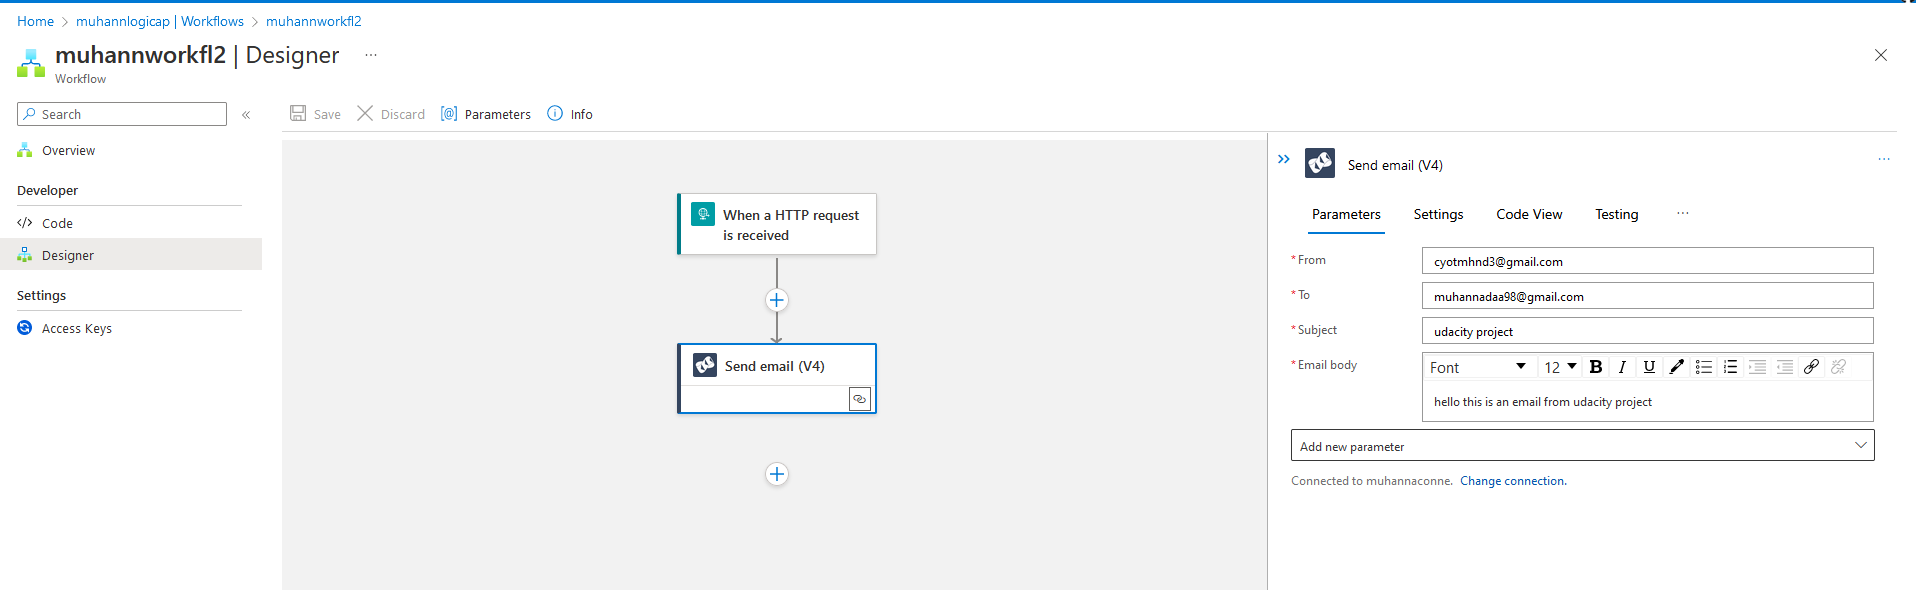 Home > muhannlogicap | Workflows > muhannworkfl2
muhannworkfl2 | Designer ...
Workflow
Search «
Overview
Developer
</> Code
Designer
Settings
Access Keys
Save Discard [@] Parameters Info
When a HTTP request
is received
Send email (V4)
Send email (V4) ...
Parameters Settings Code View Testing ...
*From cyotmhnd3@gmail.com
*To muhannadaa98@gmail.com
*Subject udacity project
*Email body Font 12 B I U
hello this is an email from udacity project
Add new parameter
Connected to muhannaconne. Change connection.